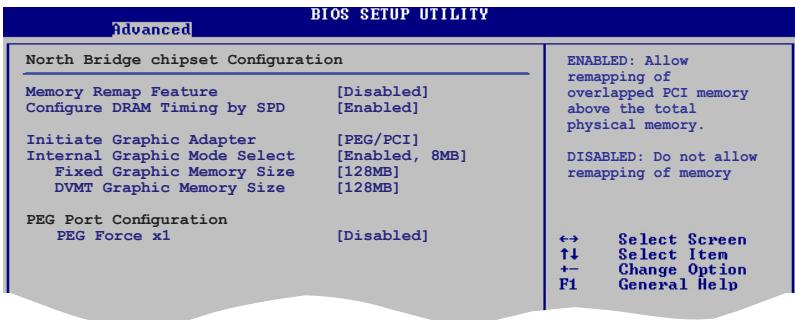 BIOS SETUP UTILITY
Advanced
North Bridge chipset Configuration
Memory Remap Feature [Disabled]
Configure DRAM Timing by SPD [Enabled]
Initiate Graphic Adapter [PEG/PCI]
Internal Graphic Mode Select [Enabled, 8MB]
Fixed Graphic Memory Size [128MB]
DVMT Graphic Memory Size [128MB]
PEG Port Configuration
PEG Force x1 [Disabled]
ENABLED: Allow
remapping of
overlapped PCI memory
above the total
physical memory.
DISABLED: Do not allow
remapping of memory
←→ Select Screen
↑↓ Select Item
+- Change Option
F1 General Help